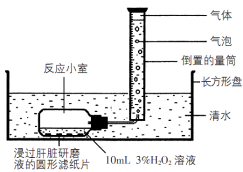 气体
气泡
反应小室
倒置的量筒
长方形盘
清水
浸过肝脏研磨
液的圆形滤纸片
10mL 3%H₂O₂ 溶液